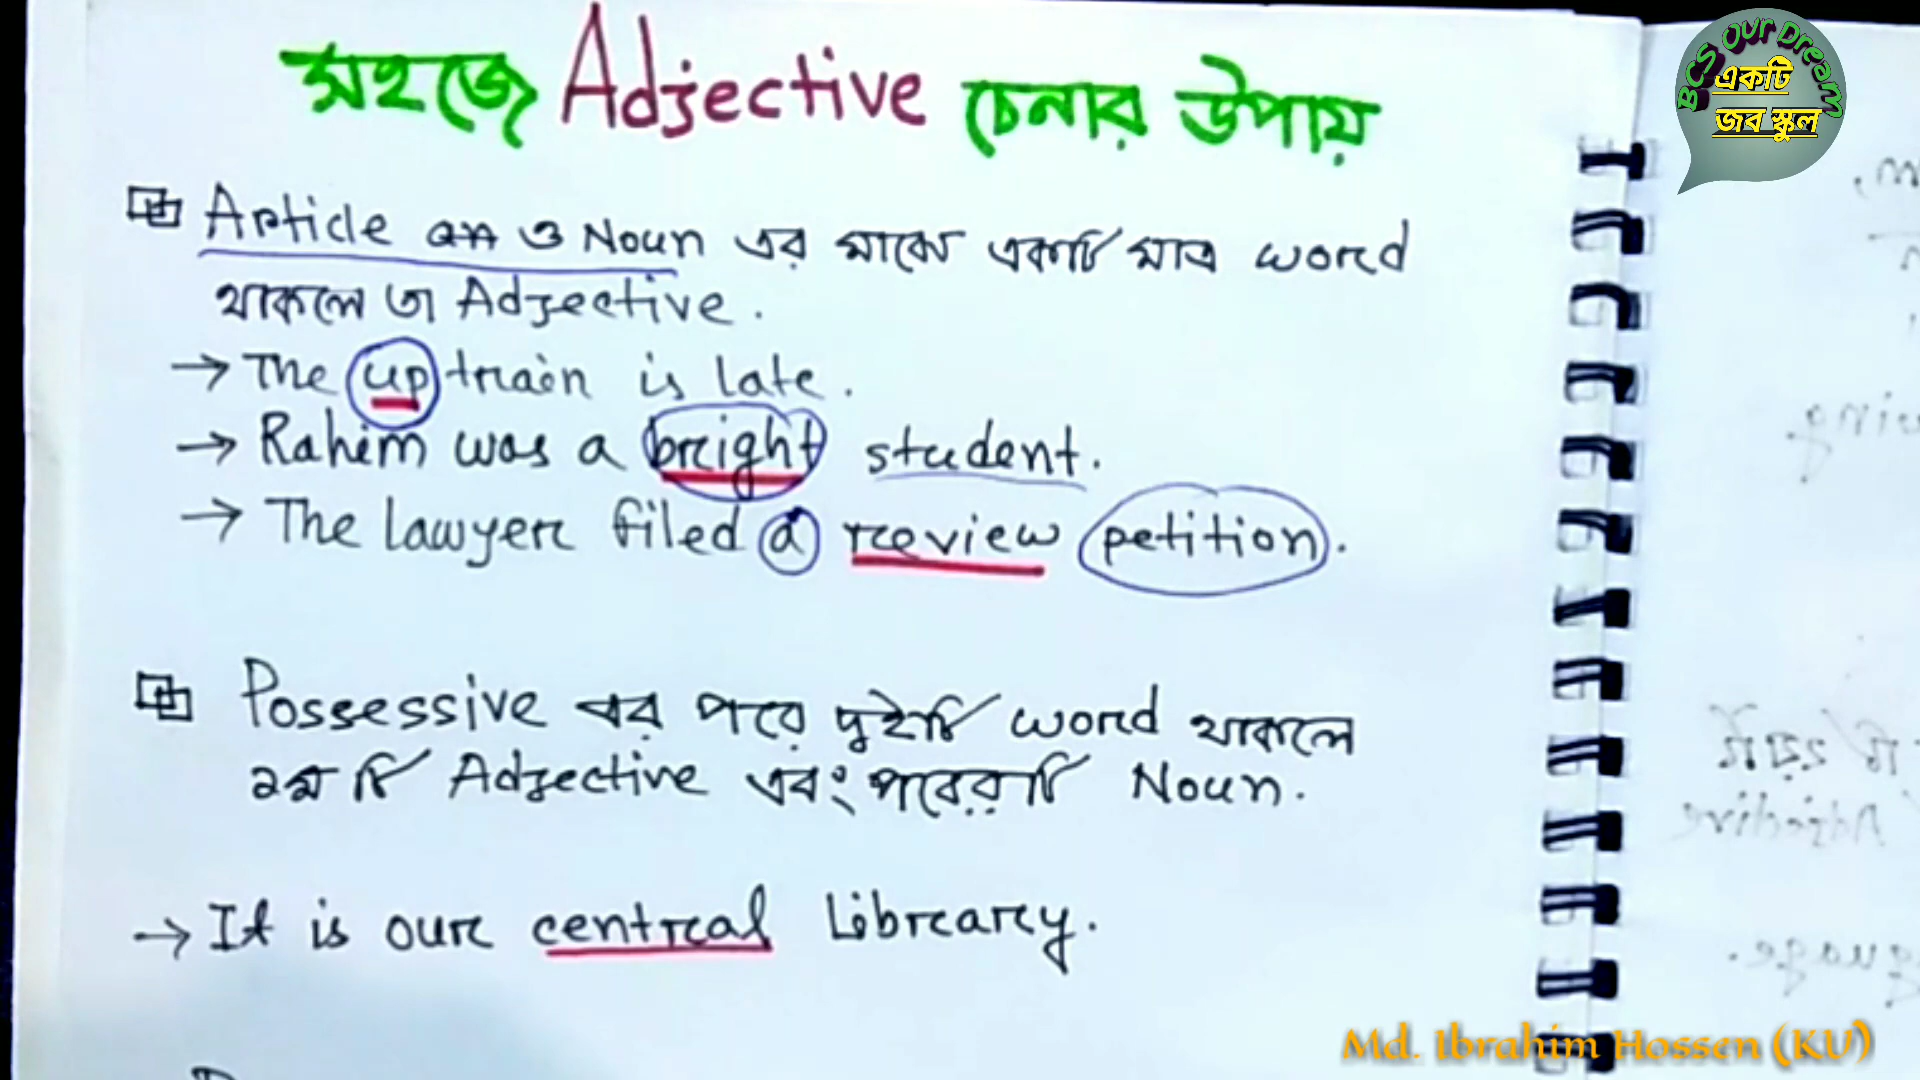 সহজে Adjective চেনার উপায়
BCS Our Dream
একটি
জব স্কুল
Article an ও Noun এর মাঝে একটি মাত্র word
থাকলে তা Adjective.
→ The up train is late.
→ Rahim was a bright student.
→ The lawyer filed a review petition.
Possessive এর পরে দুইটি word থাকলে
১ম টি Adjective এবং পরেরটি Noun.
→ It is our central Library.
Md. Ibrahim Hossen (KU)